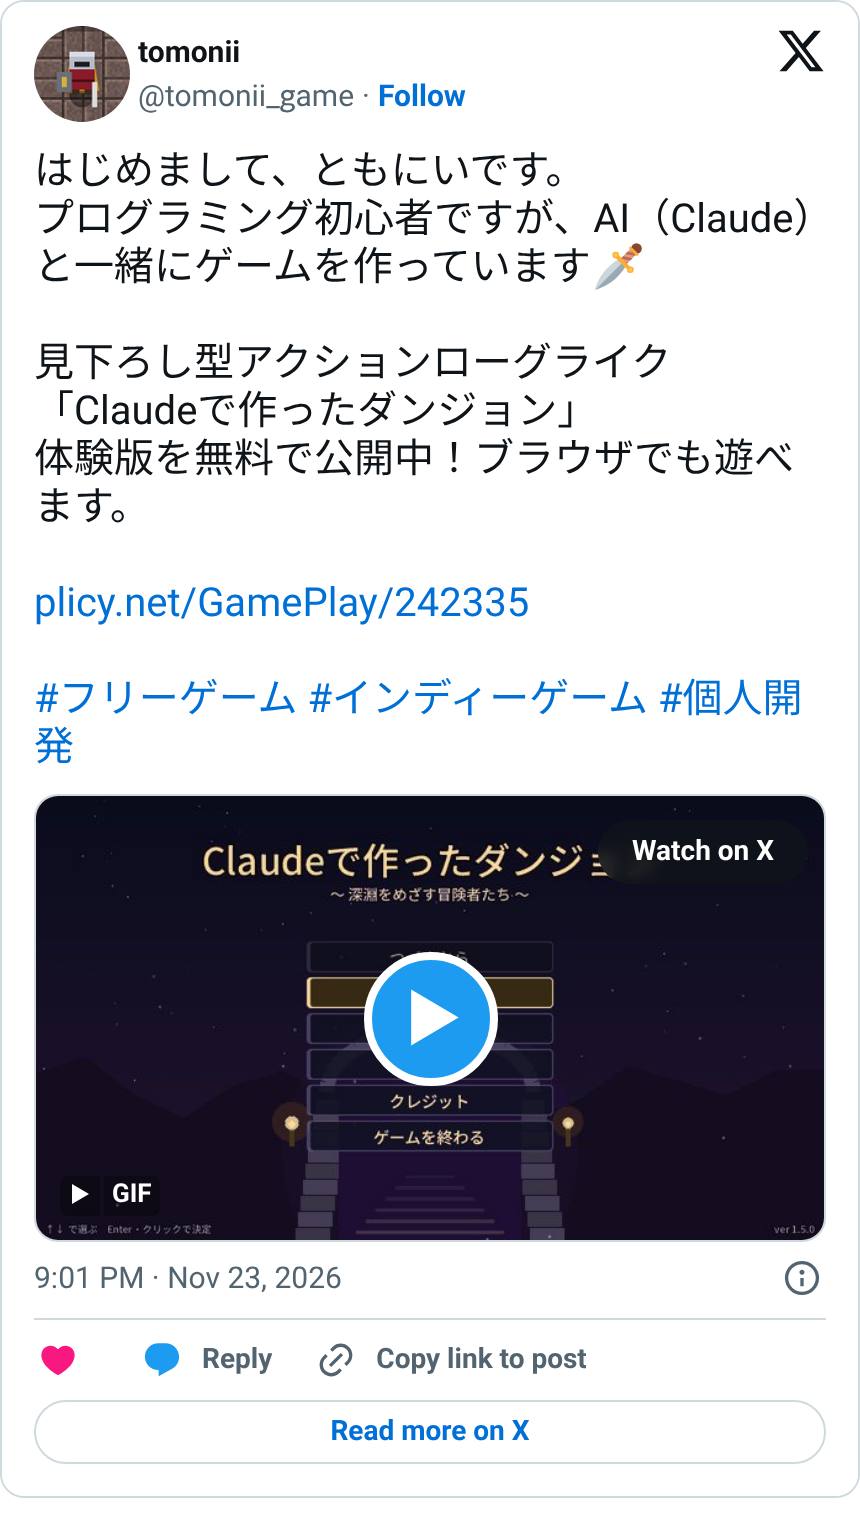 tomonii
@tomonii_game · Follow
はじめまして、ともにいです。
プログラミング初心者ですが、AI（Claude）
と一緒にゲームを作っています🗡️
見下ろし型アクションローグライク
「Claudeで作ったダンジョン」
体験版を無料で公開中！ブラウザでも遊べ
ます。
plicy.net/GamePlay/242335
#フリーゲーム #インディーゲーム #個人開
発
Watch on X
Claudeで作ったダンジョ
～ 深淵をめざす冒険者たち ～
クレジット
ゲームを終わる
GIF
↑↓ で選ぶ Enter・クリックで決定
ver 1.5.0
9:01 PM · Nov 23, 2026
Reply
Copy link to post
Read more on X